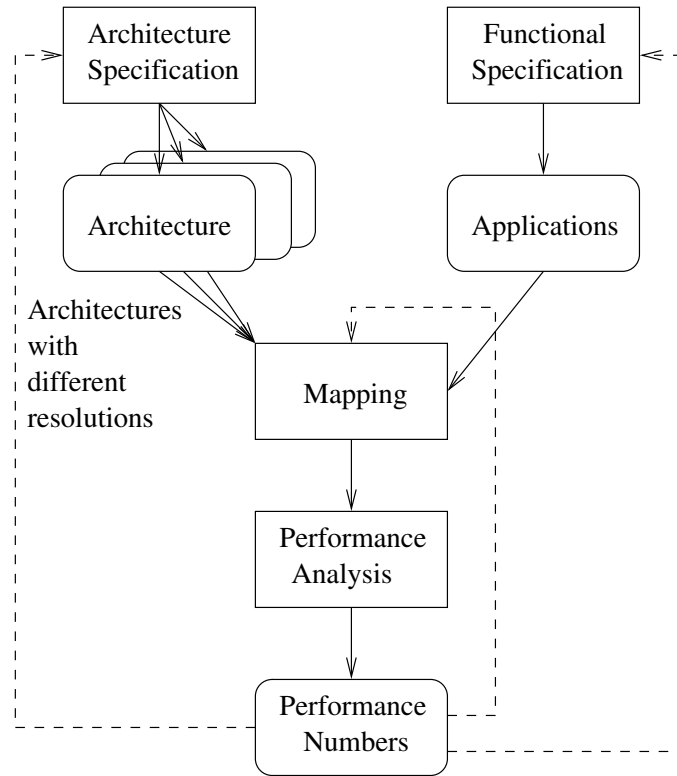 Architecture
Specification
Functional
Specification
Architecture
Applications
Architectures
with
different
resolutions
Mapping
Performance
Analysis
Performance
Numbers